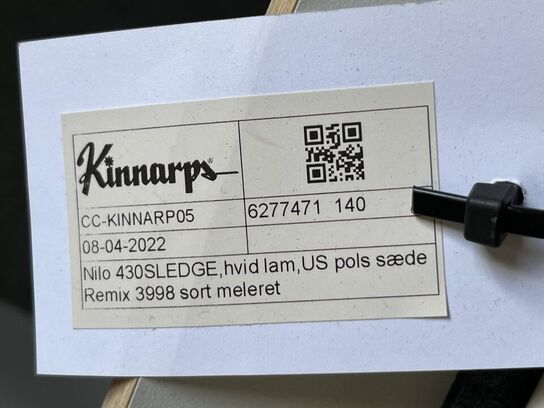 Kinnarps
CC-KINNARP05
6277471 140
08-04-2022
Nilo 430SLEDGE,hvid lam,US pols sæde
Remix 3998 sort meleret